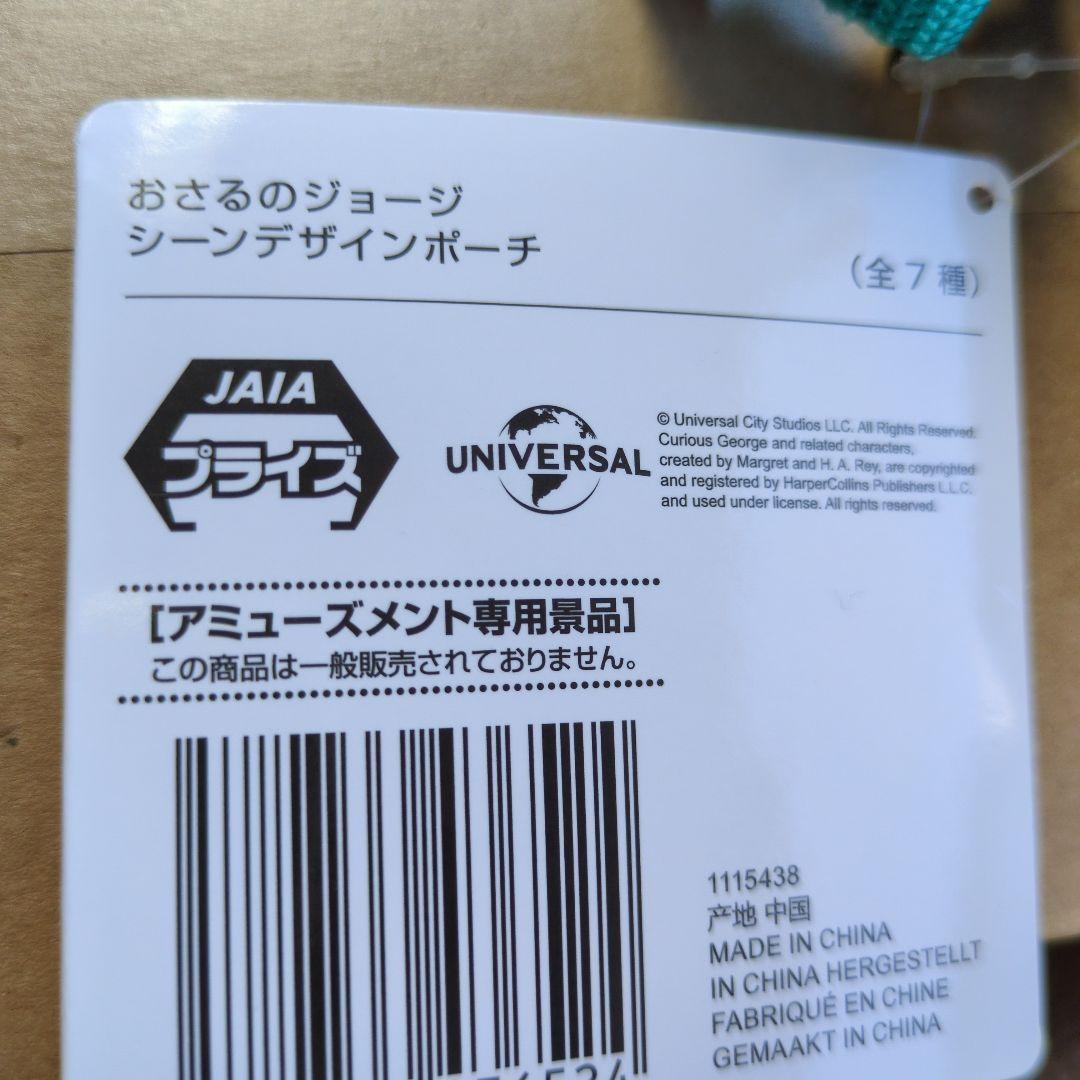 おさるのジョージ
シーンデザインポーチ
（全７種）
JAIA
プライズ
UNIVERSAL
© Universal City Studios LLC. All Rights Reserved.
Curious George and related characters,
created by Margret and H. A. Rey, are copyrighted
and registered by HarperCollins Publishers L.L.C.
and used under license. All rights reserved.
［アミューズメント専用景品］
この商品は一般販売されておりません。
1115438
产地 中国
MADE IN CHINA
IN CHINA HERGESTELLT
FABRIQUÉ EN CHINE
GEMAAKT IN CHINA